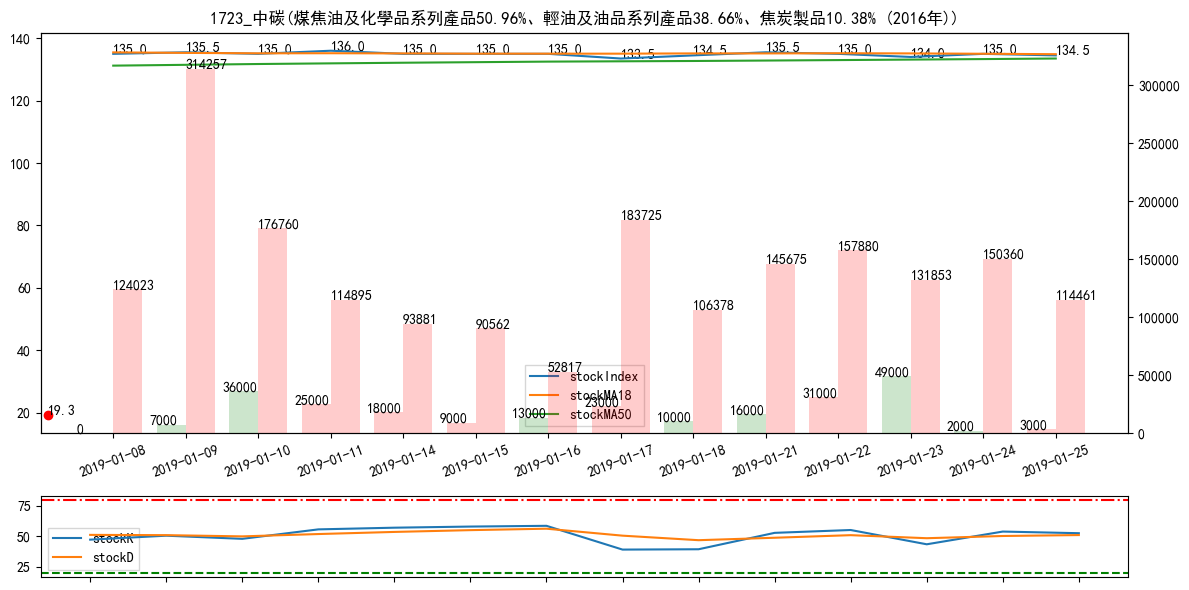 1723_中碳(煤焦油及化學品系列產品50.96%、輕油及油品系列產品38.66%、焦炭製品10.38% (2016年))
140
120
100
80
60
40
20
300000
250000
200000
150000
100000
50000
0
135.0 135.5 135.0 136.0 135.0 135.0 135.0 133.5 134.5 135.5 135.0 134.0 135.0 134.5
124023 314257 176760 114895 93881 90562 52817 183725 106378 145675 157880 131853 150360 114461
0 7000 36000 25000 18000 9000 13000 23000 10000 16000 31000 49000 2000 3000
19.3
stockIndex
stockMA18
stockMA50
2019-01-08 2019-01-09 2019-01-10 2019-01-11 2019-01-14 2019-01-15 2019-01-16 2019-01-17 2019-01-18 2019-01-21 2019-01-22 2019-01-23 2019-01-24 2019-01-25
75
50
25
stockK
stockD